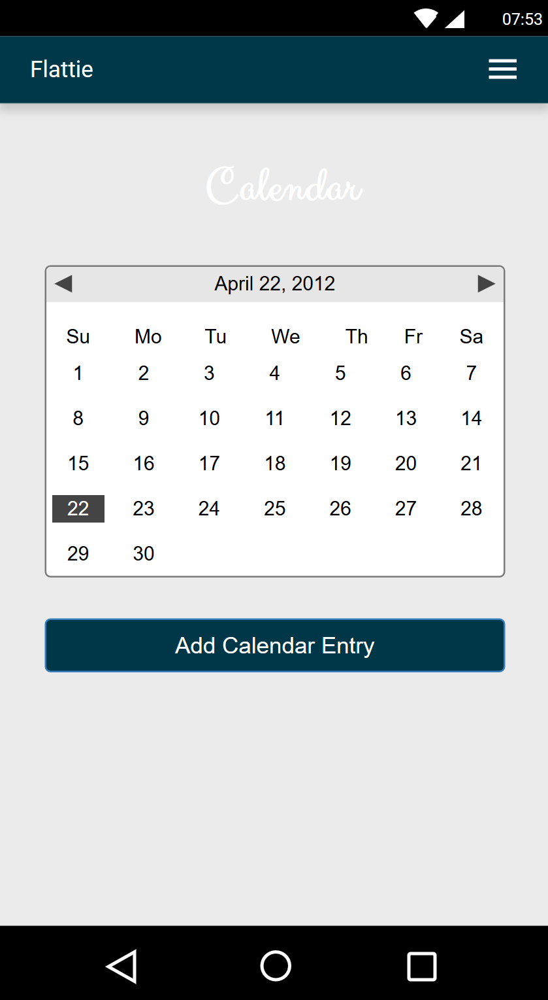 07:53
Flattie
Calendar
April 22, 2012
Su Mo Tu We Th Fr Sa
1 2 3 4 5 6 7
8 9 10 11 12 13 14
15 16 17 18 19 20 21
22 23 24 25 26 27 28
29 30
Add Calendar Entry